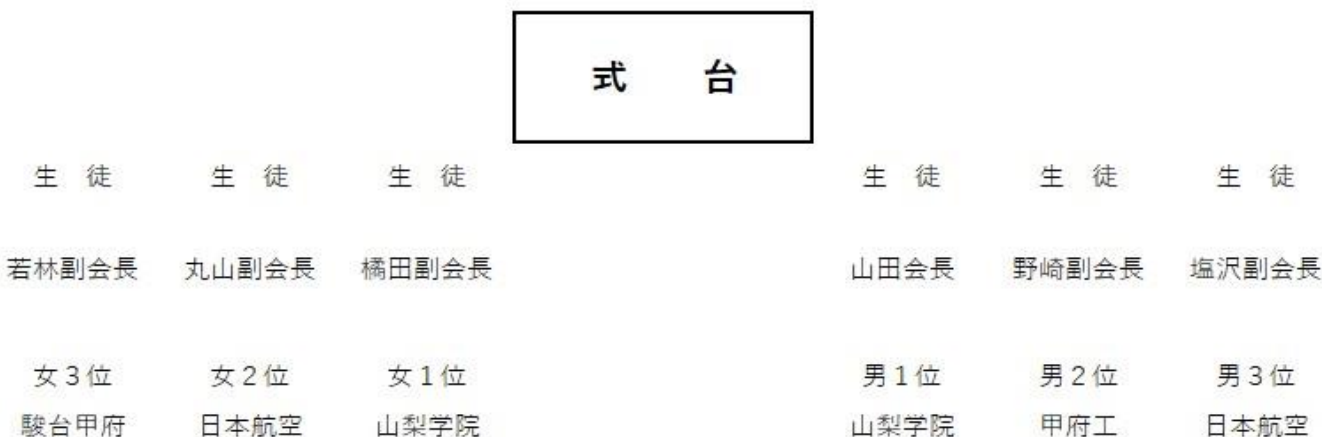 式　台
生　徒　生　徒　生　徒　生　徒　生　徒　生　徒
若林副会長　丸山副会長　橘田副会長　山田会長　野崎副会長　塩沢副会長
女３位　女２位　女１位　男１位　男２位　男３位
駿台甲府　日本航空　山梨学院　山梨学院　甲府工　日本航空